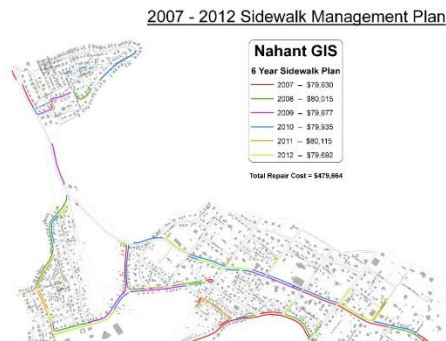 2007 - 2012 Sidewalk Management Plan
Nahant GIS
6 Year Sidewalk Plan
2007 -- $79,930
2008 -- $80,015
2009 -- $79,977
2010 -- $79,935
2011 -- $80,115
2012 -- $79,692
Total Repair Cost = $479,664